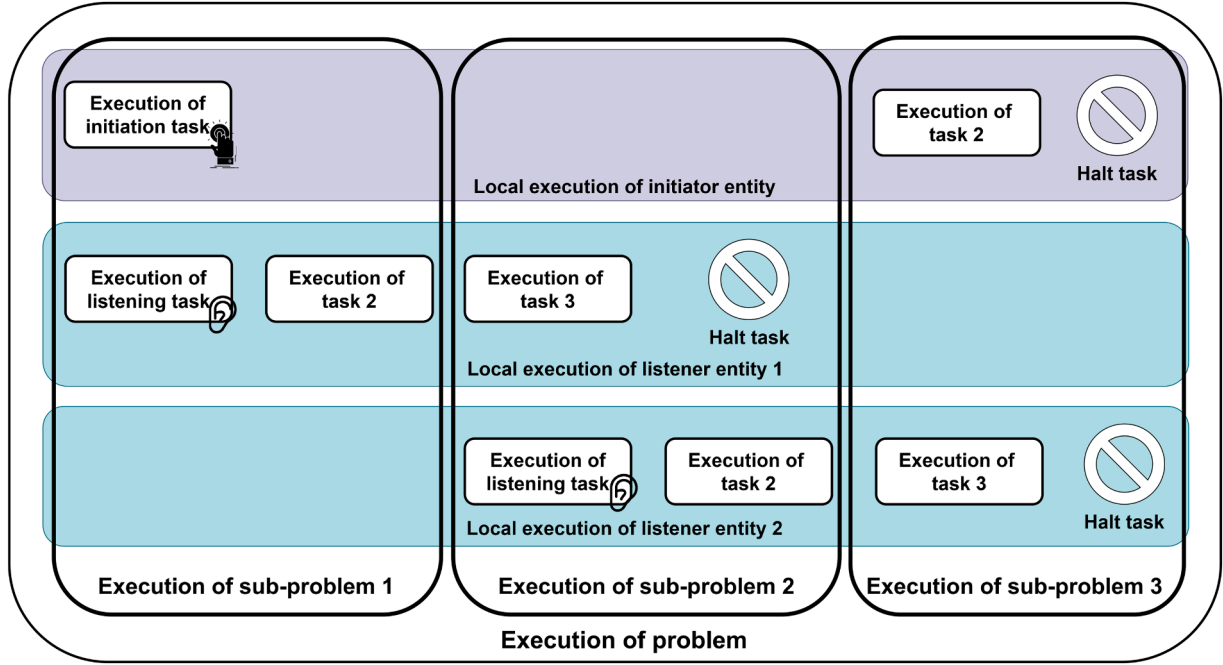 Execution of
initiation task
Execution of
task 2
Halt task
Local execution of initiator entity
Execution of
listening task
Execution of
task 2
Execution of
task 3
Halt task
Local execution of listener entity 1
Execution of
listening task
Execution of
task 2
Execution of
task 3
Halt task
Local execution of listener entity 2
Execution of sub-problem 1
Execution of sub-problem 2
Execution of sub-problem 3
Execution of problem